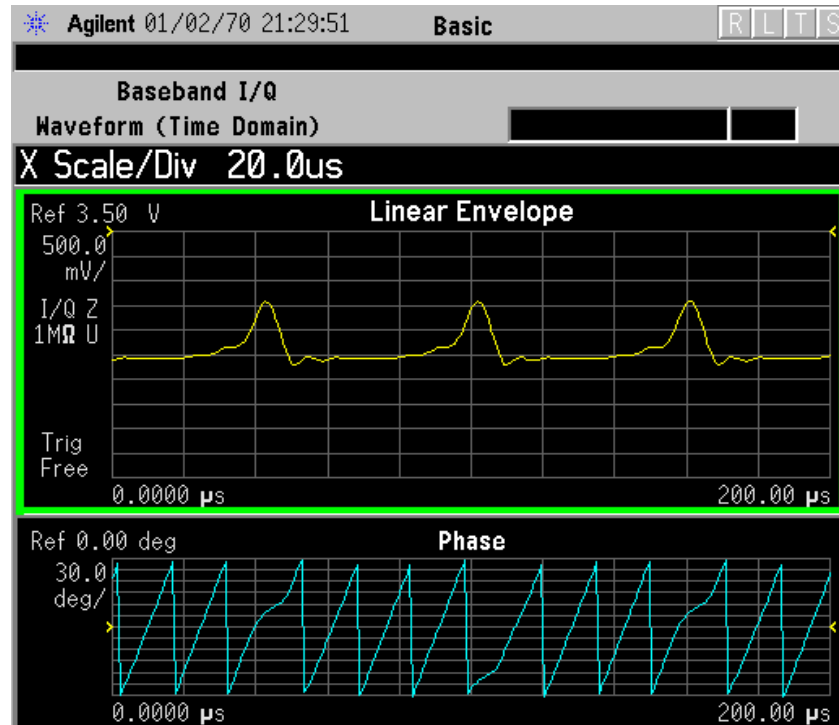 Agilent 01/02/70 21:29:51 Basic R L T S
Baseband I/Q
Waveform (Time Domain)
X Scale/Div 20.0us
Ref 3.50 V Linear Envelope
500.0
mV/
I/Q Z
1MΩ U
Trig
Free
0.0000 µs 200.00 µs
Ref 0.00 deg Phase
30.0
deg/
0.0000 µs 200.00 µs